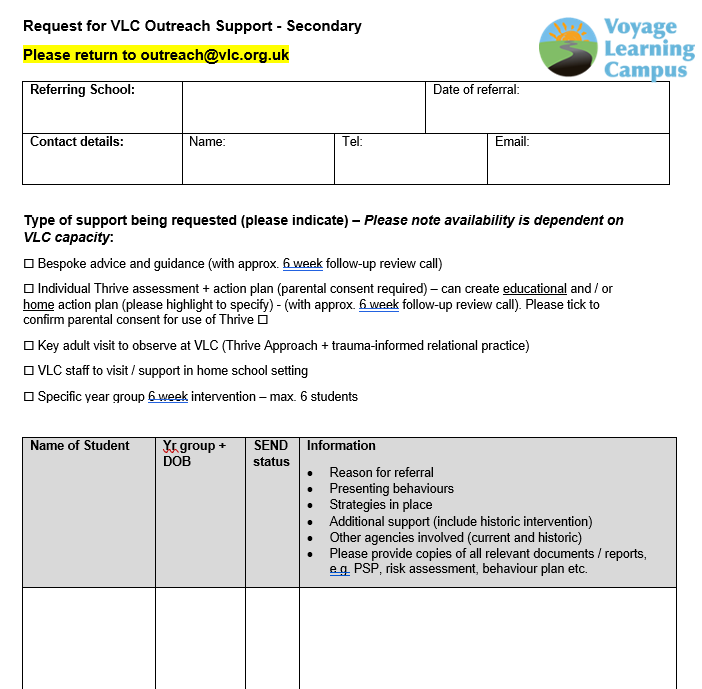 Request for VLC Outreach Support - Secondary
Please return to outreach@vlc.org.uk
Voyage
Learning
Campus
Referring School:
Date of referral:
Contact details:
Name:
Tel:
Email:
Type of support being requested (please indicate) – Please note availability is dependent on
VLC capacity:
☐ Bespoke advice and guidance (with approx. 6 week follow-up review call)
☐ Individual Thrive assessment + action plan (parental consent required) – can create educational and / or
home action plan (please highlight to specify) - (with approx. 6 week follow-up review call). Please tick to
confirm parental consent for use of Thrive ☐
☐ Key adult visit to observe at VLC (Thrive Approach + trauma-informed relational practice)
☐ VLC staff to visit / support in home school setting
☐ Specific year group 6 week intervention – max. 6 students
Name of Student
Yr group +
DOB
SEND
status
Information
• Reason for referral
• Presenting behaviours
• Strategies in place
• Additional support (include historic intervention)
• Other agencies involved (current and historic)
• Please provide copies of all relevant documents / reports,
e.g. PSP, risk assessment, behaviour plan etc.